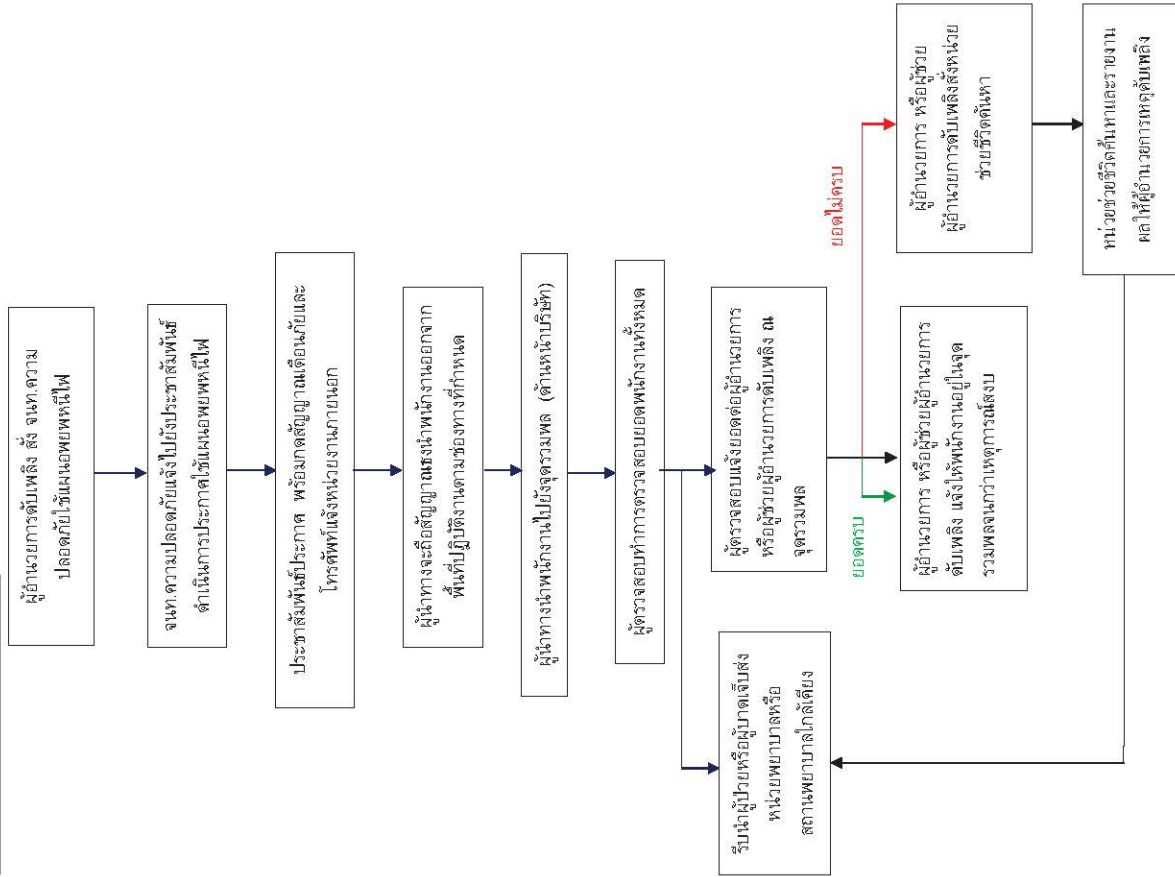 ผู้อำนวยการดับเพลิง สั่ง จนท.ความ
ปลอดภัยใช้แผนอพยพหนีไฟ
จนท.ความปลอดภัยแจ้งไปยังประชาสัมพันธ์
ดำเนินการประกาศใช้แผนอพยพหนีไฟ
ประชาสัมพันธ์ประกาศ พร้อมกดสัญญาณเตือนภัยและ
โทรศัพท์แจ้งหน่วยงานภายนอก
ผู้นำทางจะถือสัญญาณธงนำพนักงานออกจาก
พื้นที่ปฏิบัติงานตามช่องทางที่กำหนด
ผู้นำทางนำพนักงานไปยังจุดรวมพล (ด้านหน้าบริษัท)
ผู้ตรวจสอบทำการตรวจสอบยอดพนักงานทั้งหมด
รีบนำผู้ป่วยหรือผู้บาดเจ็บส่ง
หน่วยพยาบาลหรือ
สถานพยาบาลใกล้เคียง
ผู้ตรวจสอบแจ้งยอดต่อผู้อำนวยการ
หรือผู้ช่วยผู้อำนวยการดับเพลิง ณ
จุดรวมพล
ยอดครบ
ยอดไม่ครบ
ผู้อำนวยการ หรือผู้ช่วยผู้อำนวยการ
ดับเพลิง แจ้งให้พนักงานอยู่ในจุด
รวมพลจนกว่าเหตุการณ์สงบ
ผู้อำนวยการ หรือผู้ช่วย
ผู้อำนวยการดับเพลิงสั่งหน่วย
ช่วยชีวิตค้นหา
หน่วยช่วยชีวิตค้นหาและรายงาน
ผลให้ผู้อำนวยการเหตุดับเพลิง